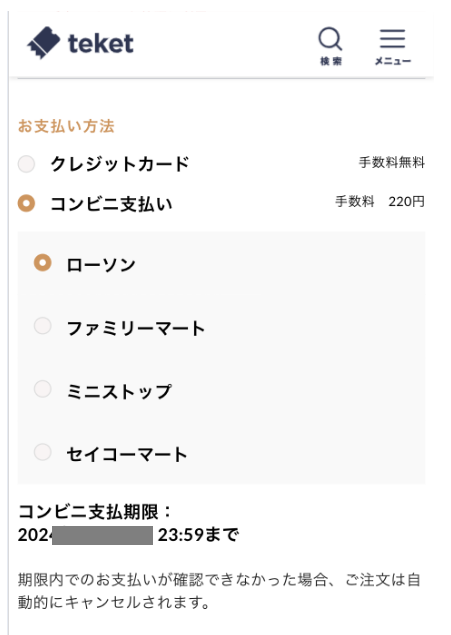 teket
検索
メニュー
お支払い方法
クレジットカード 手数料無料
コンビニ支払い 手数料 220円
ローソン
ファミリーマート
ミニストップ
セイコーマート
コンビニ支払期限：
202 23:59まで
期限内でのお支払いが確認できなかった場合、ご注文は自
動的にキャンセルされます。